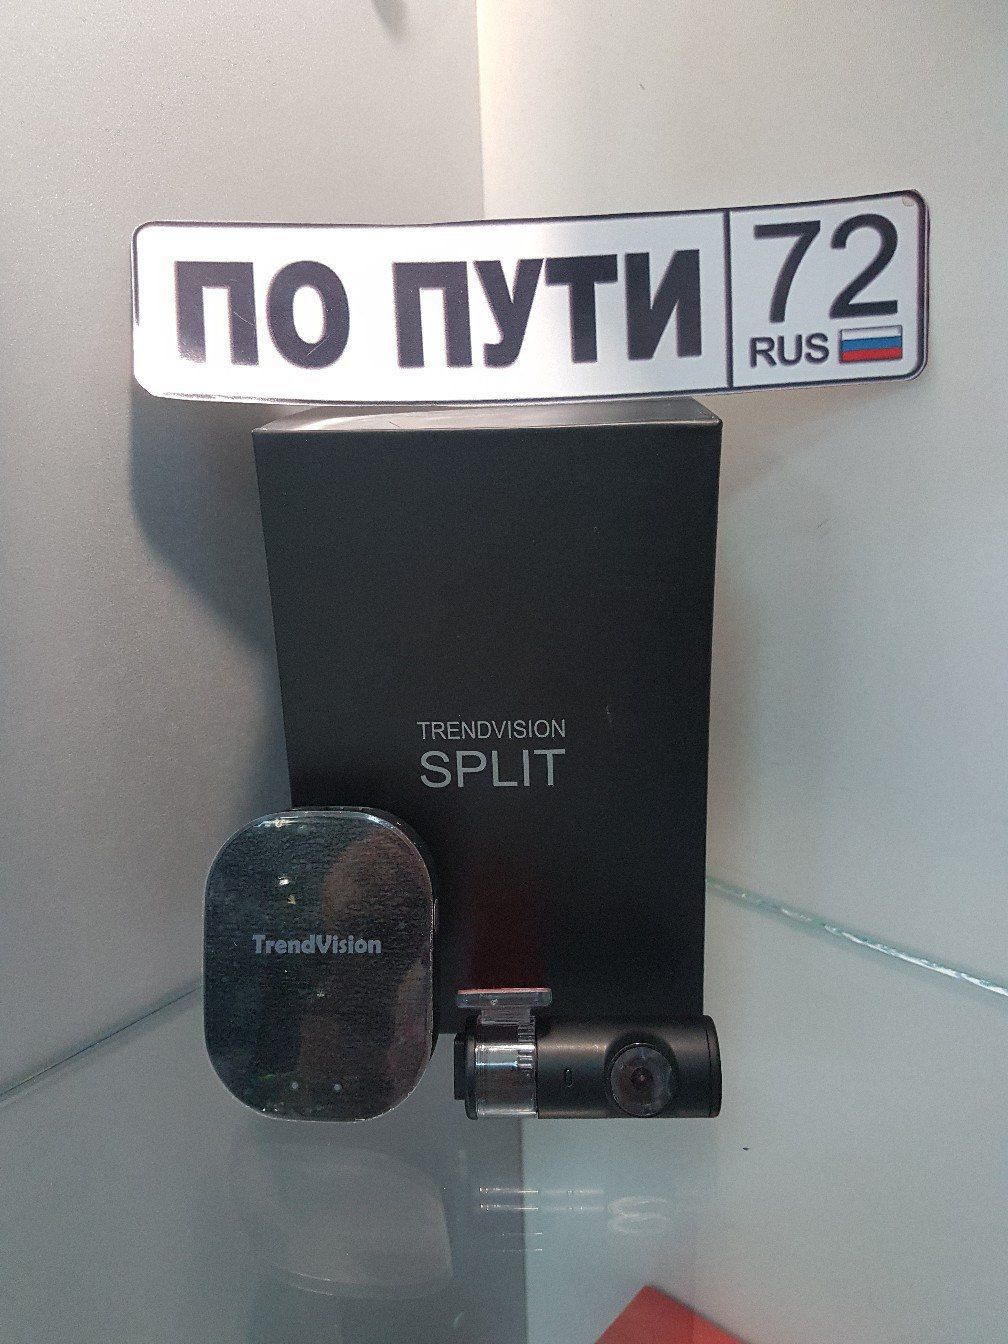 ПО ПУТИ 72
RUS
TRENDVISION
SPLIT
TrendVision